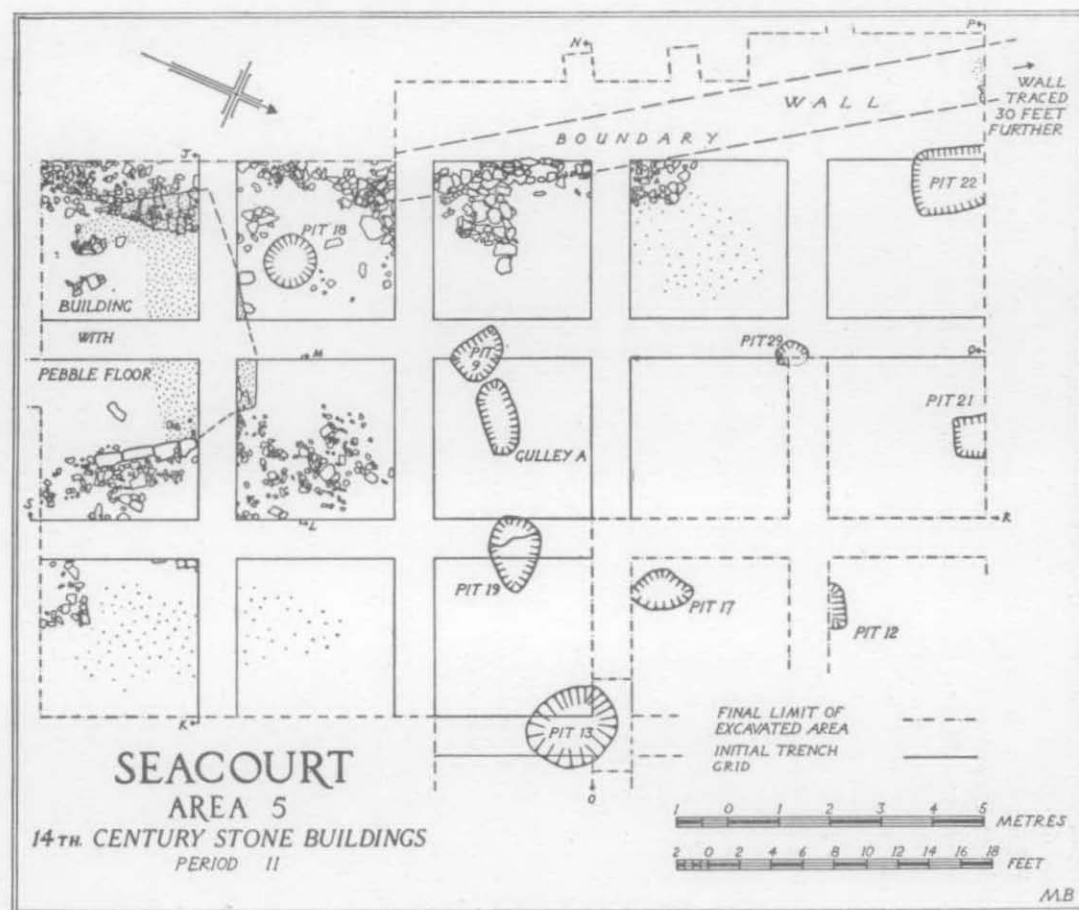 P
N
WALL
TRACED
30 FEET
FURTHER
WALL
BOUNDARY
J
PIT 22
PIT 18
BUILDING
WITH
PEBBLE FLOOR
M
PIT 9
PIT 29
PIT 21
GULLEY A
S
L
R
PIT 19
PIT 17
PIT 12
K
PIT 13
O
FINAL LIMIT OF
EXCAVATED AREA
INITIAL TRENCH
GRID
SEACOURT
AREA 5
14TH. CENTURY STONE BUILDINGS
PERIOD II
1 0 1 2 3 4 5
METRES
2 0 2 4 6 8 10 12 14 16 18
FEET
M.B